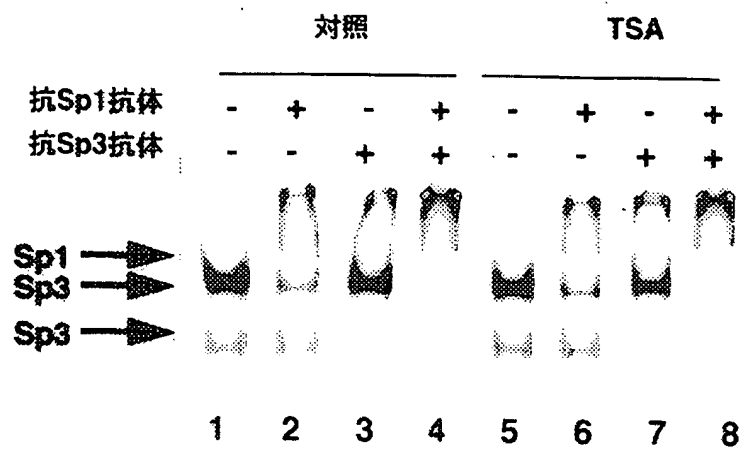 対照 TSA
抗Sp1抗体 - + - + - + - +
抗Sp3抗体 - - + + - - + +
Sp1
Sp3
Sp3
1 2 3 4 5 6 7 8